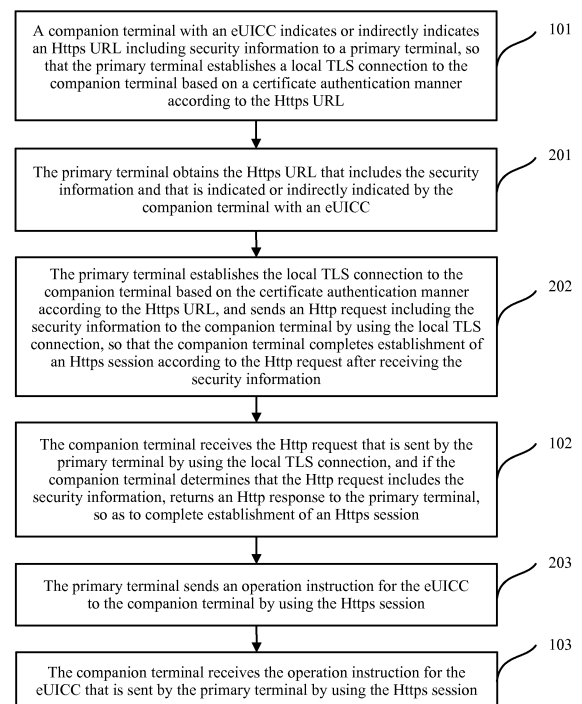 A companion terminal with an eUICC indicates or indirectly indicates
an Https URL including security information to a primary terminal, so
that the primary terminal establishes a local TLS connection to the
companion terminal based on a certificate authentication manner
according to the Https URL
101
The primary terminal obtains the Https URL that includes the security
information and that is indicated or indirectly indicated by the
companion terminal with an eUICC
201
The primary terminal establishes the local TLS connection to the
companion terminal based on the certificate authentication manner
according to the Https URL, and sends an Http request including the
security information to the companion terminal by using the local TLS
connection, so that the companion terminal completes establishment of
an Https session according to the Http request after receiving the
security information
202
The companion terminal receives the Http request that is sent by the
primary terminal by using the local TLS connection, and if the
companion terminal determines that the Http request includes the
security information, returns an Http response to the primary terminal,
so as to complete establishment of an Https session
102
The primary terminal sends an operation instruction for the eUICC
to the companion terminal by using the Https session
203
The companion terminal receives the operation instruction for the
eUICC that is sent by the primary terminal by using the Https session
103